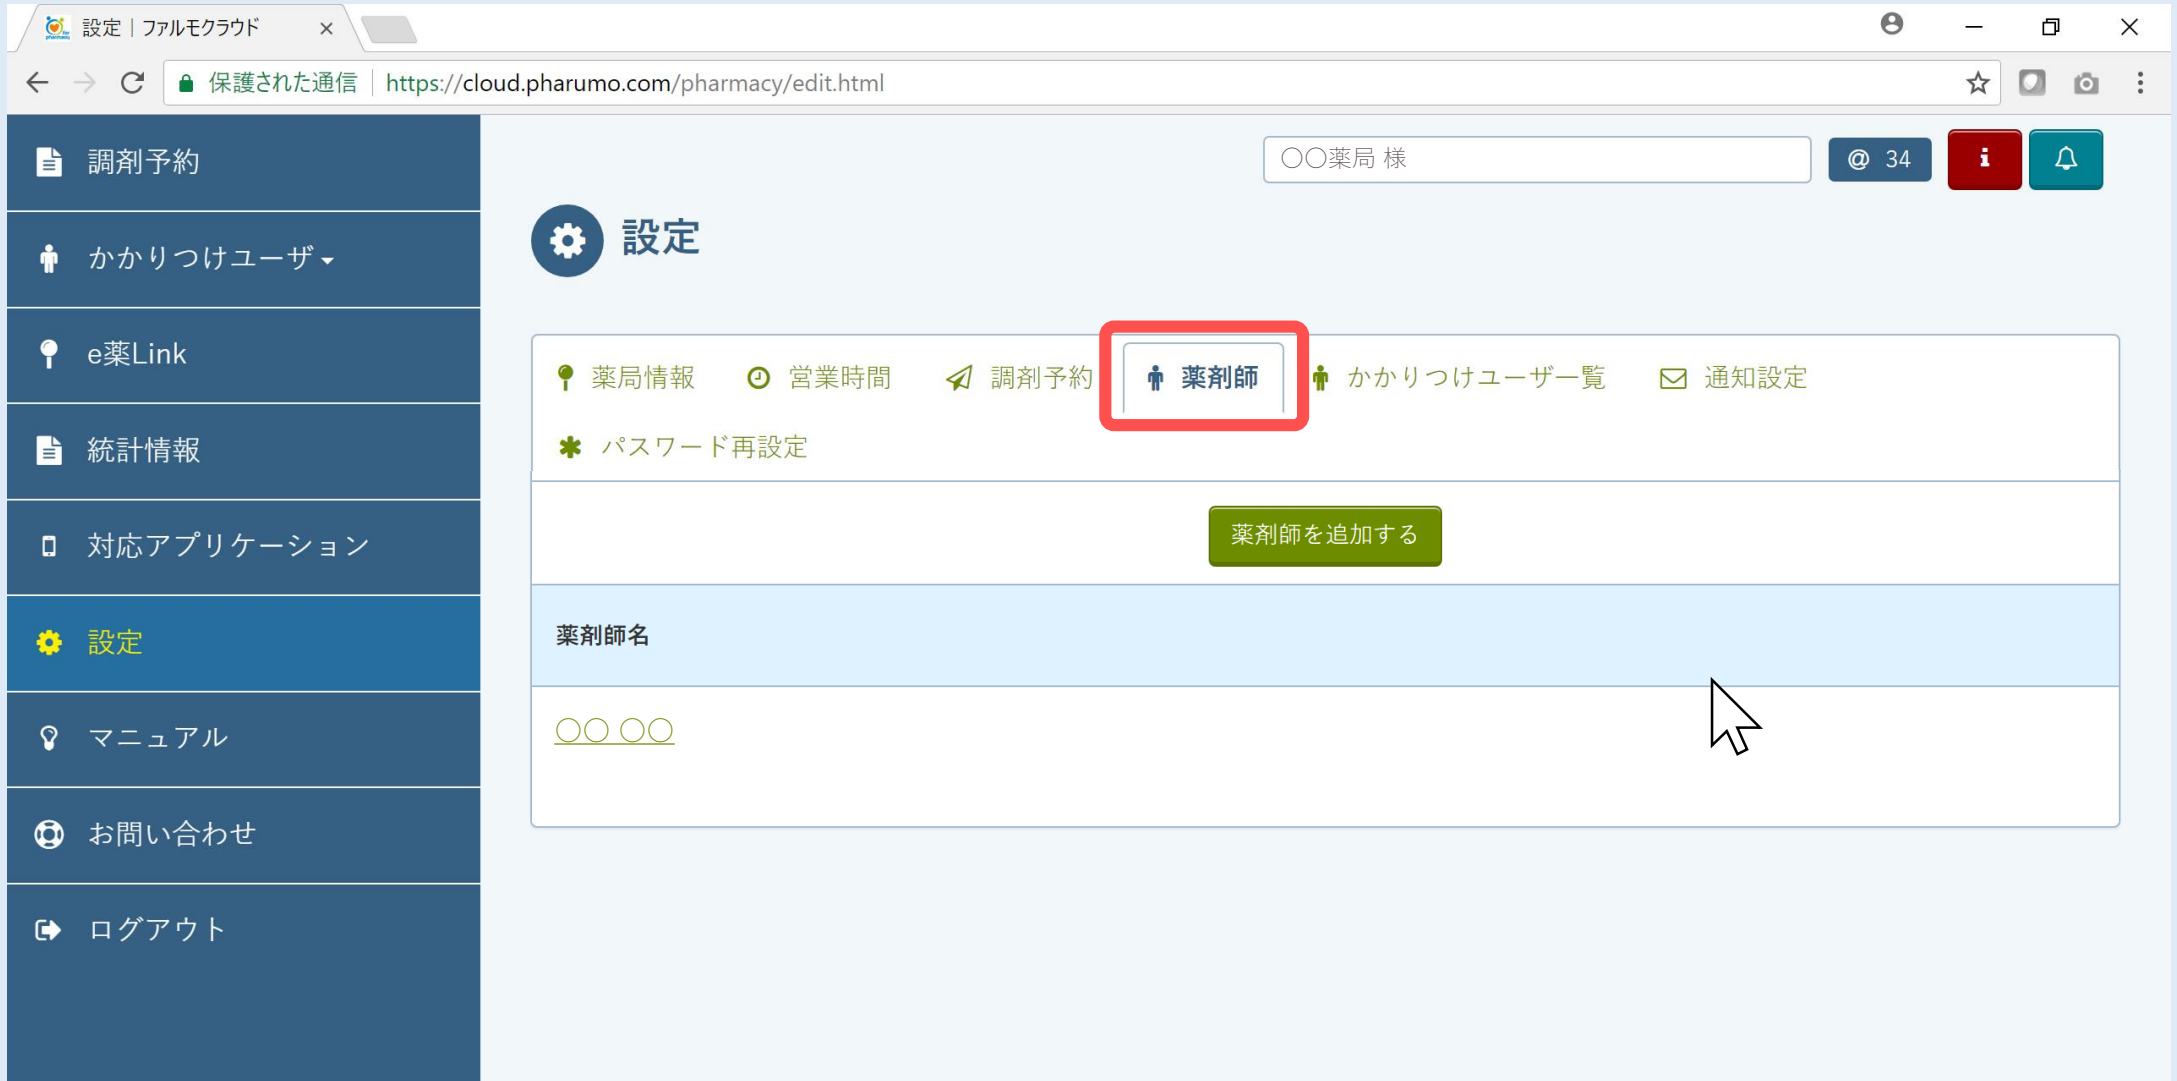 設定 | ファルモクラウド
保護された通信 | https://cloud.pharumo.com/pharmacy/edit.html
調剤予約
かかりつけユーザ
e薬Link
統計情報
対応アプリケーション
設定
マニュアル
お問い合わせ
ログアウト
〇〇薬局 様
@ 34
設定
薬局情報 営業時間 調剤予約 薬剤師 かかりつけユーザ一覧 通知設定
パスワード再設定
薬剤師を追加する
薬剤師名
〇〇 〇〇